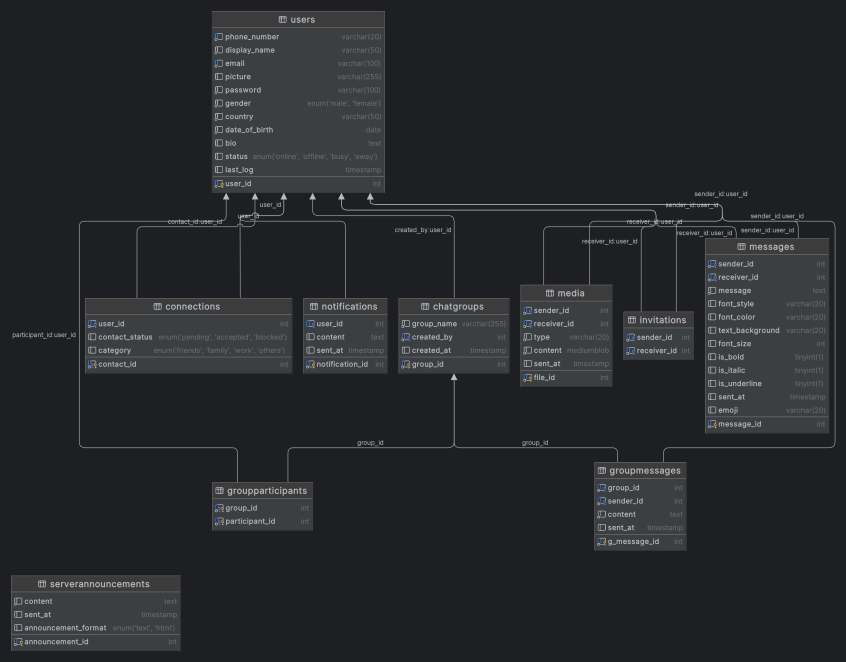 users
phone_number varchar(20)
display_name varchar(50)
email varchar(100)
picture varchar(255)
password varchar(100)
gender enum('male', 'female')
country varchar(50)
date_of_birth date
bio text
status enum('online', 'offline', 'busy', 'away')
last_log timestamp
user_id int
sender_id:user_id
user_id
sender_id:user_id
contact_id:user_id
user_id
receiver_id:user_id
sender_id:user_id
created_by:user_id
receiver_id:user_id
sender_id:user_id
receiver_id:user_id
participant_id:user_id
connections
user_id int
contact_status enum('pending', 'accepted', 'blocked')
category enum('friends', 'family', 'work', 'others')
contact_id int
notifications
user_id int
content text
sent_at timestamp
notification_id int
chatgroups
group_name varchar(255)
created_by int
created_at timestamp
group_id int
media
sender_id int
receiver_id int
type varchar(20)
content mediumblob
sent_at timestamp
file_id int
invitations
sender_id int
receiver_id int
messages
sender_id int
receiver_id int
message text
font_style varchar(20)
font_color varchar(20)
text_background varchar(20)
font_size int
is_bold tinyint(1)
is_italic tinyint(1)
is_underline tinyint(1)
sent_at timestamp
emoji varchar(20)
message_id int
group_id
group_id
groupparticipants
group_id int
participant_id int
groupmessages
group_id int
sender_id int
content text
sent_at timestamp
g_message_id int
serverannouncements
content text
sent_at timestamp
announcement_format enum('text', 'html')
announcement_id int